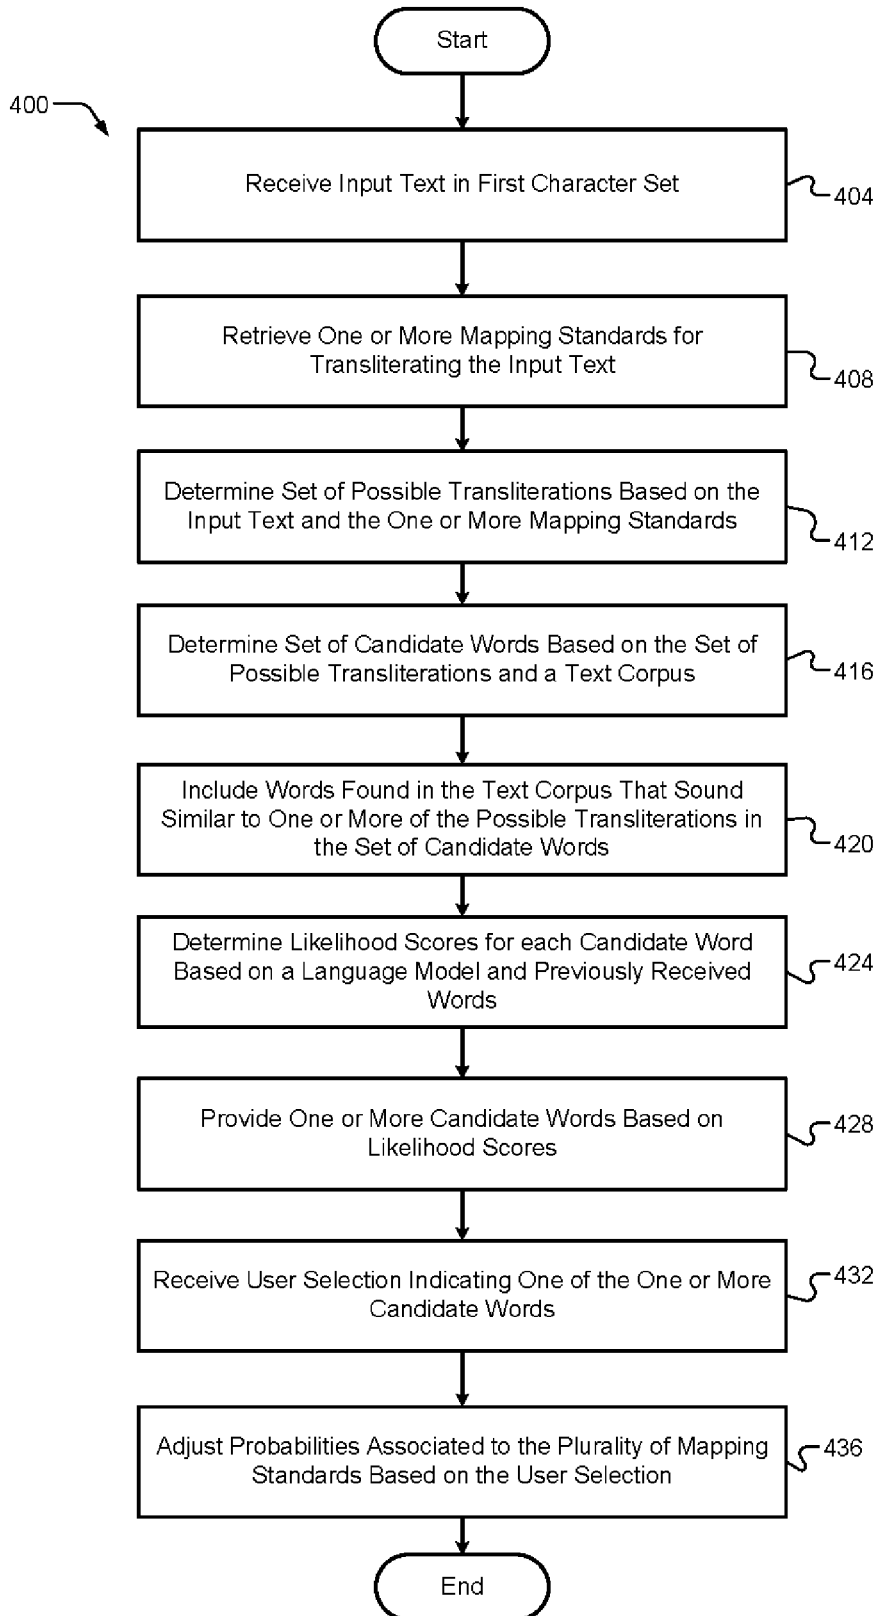 Start
400
Receive Input Text in First Character Set
404
Retrieve One or More Mapping Standards for
Transliterating the Input Text
408
Determine Set of Possible Transliterations Based on the
Input Text and the One or More Mapping Standards
412
Determine Set of Candidate Words Based on the Set of
Possible Transliterations and a Text Corpus
416
Include Words Found in the Text Corpus That Sound
Similar to One or More of the Possible Transliterations in
the Set of Candidate Words
420
Determine Likelihood Scores for each Candidate Word
Based on a Language Model and Previously Received
Words
424
Provide One or More Candidate Words Based on
Likelihood Scores
428
Receive User Selection Indicating One of the One or More
Candidate Words
432
Adjust Probabilities Associated to the Plurality of Mapping
Standards Based on the User Selection
436
End